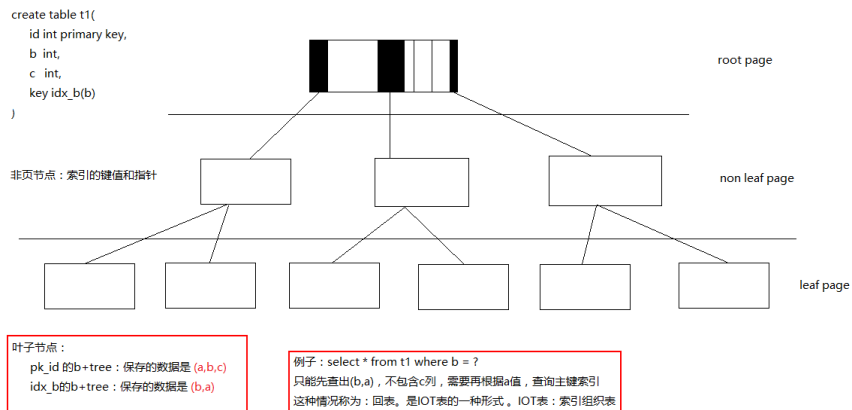 create table t1(
id int primary key,
b int,
c int,
key idx_b(b)
)
root page
非页节点：索引的键值和指针
non leaf page
leaf page
叶子节点：
pk_id 的b+tree：保存的数据是 (a,b,c)
idx_b的b+tree：保存的数据是 (b,a)
例子：select * from t1 where b = ?
只能先查出(b,a)，不包含c列，需要再根据a值，查询主键索引
这种情况称为：回表。是IOT表的一种形式 。IOT表：索引组织表